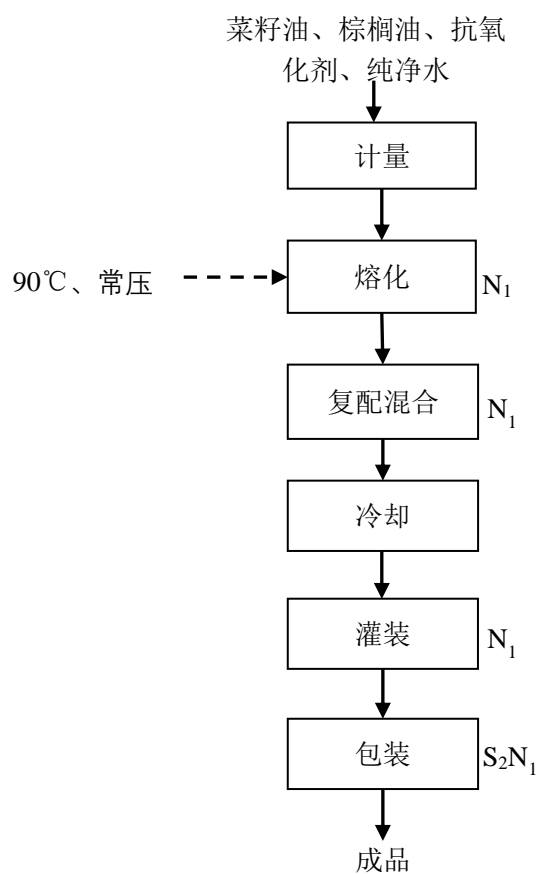 菜籽油、棕榈油、抗氧
化剂、纯净水
计量
90℃、常压
熔化
N₁
复配混合
N₁
冷却
灌装
N₁
包装
S₂N₁
成品